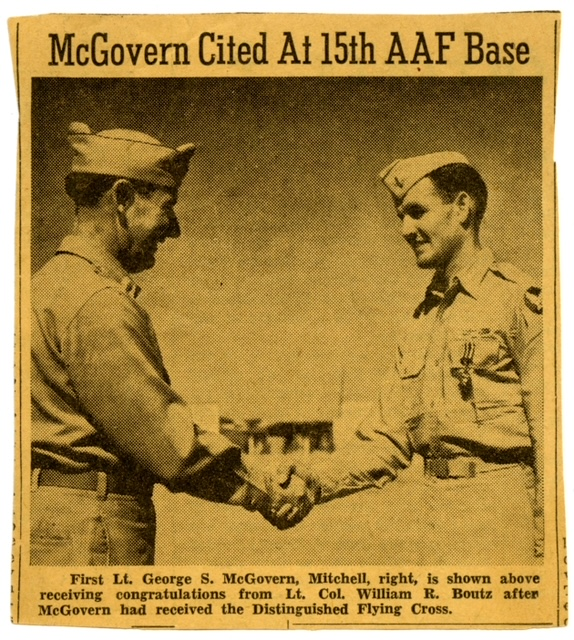 McGovern Cited At 15th AAF Base
First Lt. George S. McGovern, Mitchell, right, is shown above
receiving congratulations from Lt. Col. William R. Boutz after
McGovern had received the Distinguished Flying Cross.